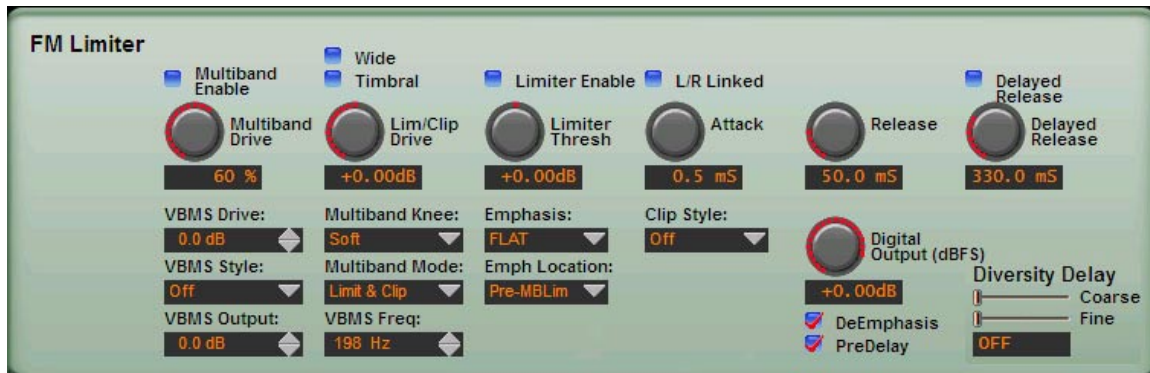 FM Limiter
Multiband
Enable
Wide
Timbral
Limiter Enable
L/R Linked
Delayed
Release
Multiband
Drive
Lim/Clip
Drive
Limiter
Thresh
Attack
Release
Delayed
Release
60 %
+0.00dB
+0.00dB
0.5 mS
50.0 mS
330.0 mS
VBMS Drive:
0.0 dB
Multiband Knee:
Soft
Emphasis:
FLAT
Clip Style:
Off
VBMS Style:
Off
Multiband Mode:
Limit & Clip
Emph Location:
Pre-MBLim
VBMS Output:
0.0 dB
VBMS Freq:
198 Hz
Digital
Output (dBFS)
+0.00dB
DeEmphasis
PreDelay
Diversity Delay
Coarse
Fine
OFF